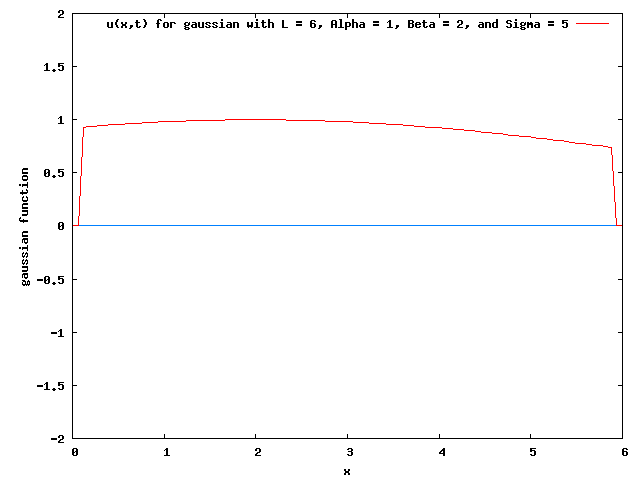 u(x,t) for gaussian with L = 6, Alpha = 1, Beta = 2, and Sigma = 5
2
1.5
1
0.5
0
-0.5
-1
-1.5
-2
gaussian function
0 1 2 3 4 5 6
x